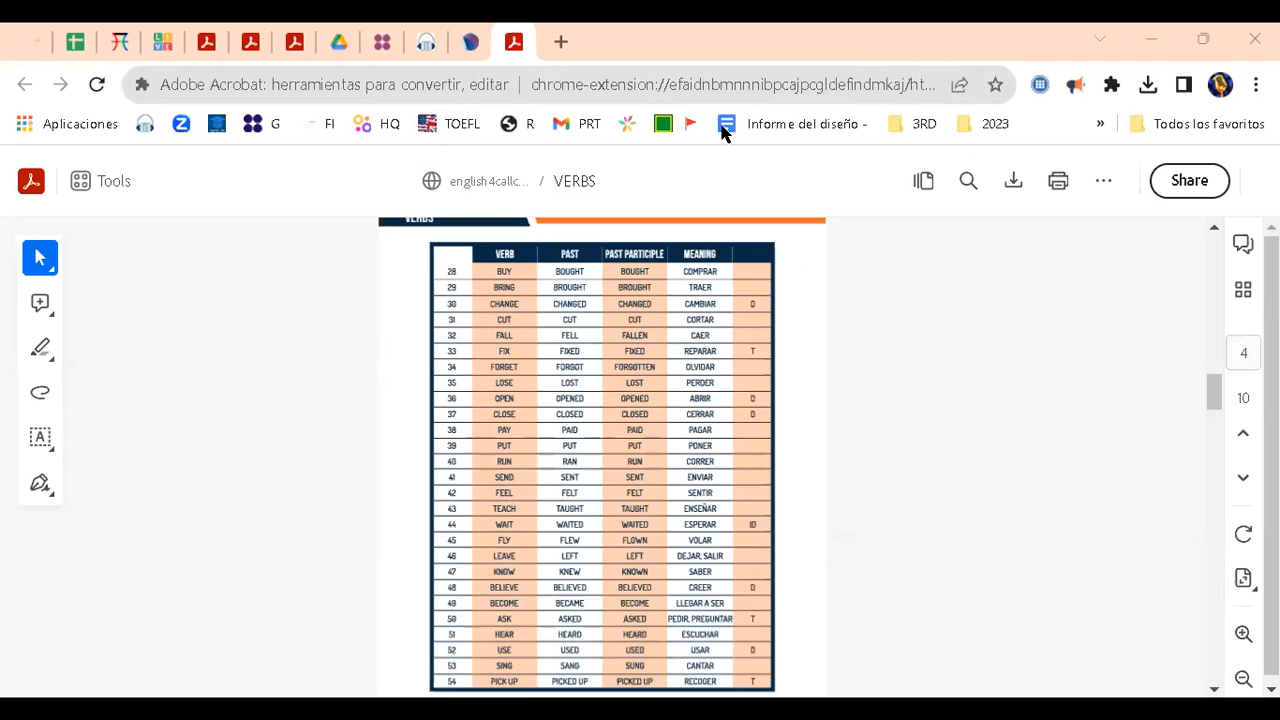 Adobe Acrobat: herramientas para convertir, editar | chrome-extension://efaidnbmnnnibpcajpcglclefindmkaj/ht...
Aplicaciones G FI HQ TOEFL R PRT Informe del diseño - 3RD 2023 » Todos los favoritos
Tools english4callc... / VERBS Share
VERBS
VERB PAST PAST PARTICIPLE MEANING
28 BUY BOUGHT BOUGHT COMPRAR
29 BRING BROUGHT BROUGHT TRAER
30 CHANGE CHANGED CHANGED CAMBIAR D
31 CUT CUT CUT CORTAR
32 FALL FELL FALLEN CAER
33 FIX FIXED FIXED REPARAR T
34 FORGET FORGOT FORGOTTEN OLVIDAR
35 LOSE LOST LOST PERDER
36 OPEN OPENED OPENED ABRIR D
37 CLOSE CLOSED CLOSED CERRAR D
38 PAY PAID PAID PAGAR
39 PUT PUT PUT PONER
40 RUN RAN RUN CORRER
41 SEND SENT SENT ENVIAR
42 FEEL FELT FELT SENTIR
43 TEACH TAUGHT TAUGHT ENSEÑAR
44 WAIT WAITED WAITED ESPERAR ID
45 FLY FLEW FLOWN VOLAR
46 LEAVE LEFT LEFT DEJAR, SALIR
47 KNOW KNEW KNOWN SABER
48 BELIEVE BELIEVED BELIEVED CREER D
49 BECOME BECAME BECOME LLEGAR A SER
50 ASK ASKED ASKED PEDIR, PREGUNTAR T
51 HEAR HEARD HEARD ESCUCHAR
52 USE USED USED USAR D
53 SING SANG SUNG CANTAR
54 PICK UP PICKED UP PICKED UP RECOGER T
4
10